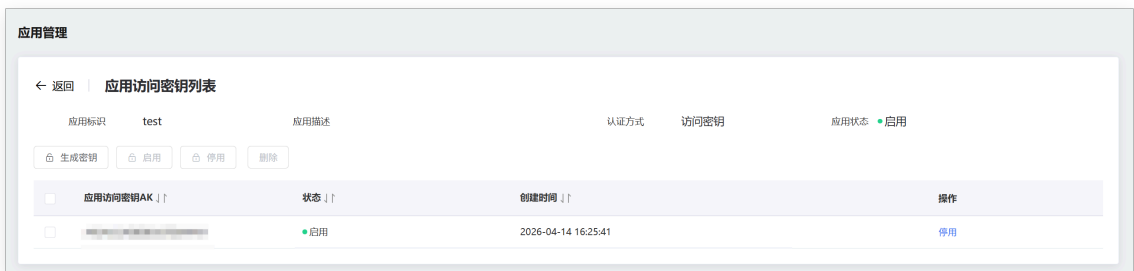 应用管理
返回 应用访问密钥列表
应用标识 test 应用描述 认证方式 访问密钥 应用状态 启用
生成密钥 启用 停用 删除
应用访问密钥AK 状态 创建时间 操作
启用 2026-04-14 16:25:41 停用